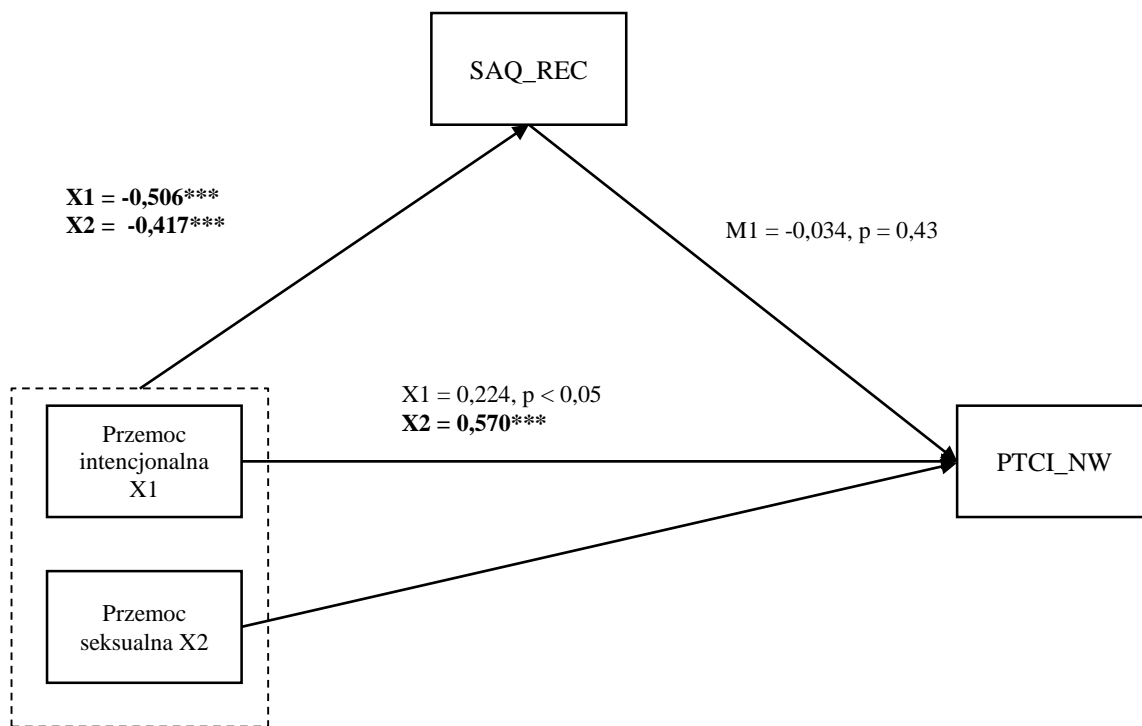 SAQ_REC
X1 = -0,506***
X2 = -0,417***
M1 = -0,034, p = 0,43
X1 = 0,224, p < 0,05
X2 = 0,570***
Przemoc
intencjonalna
X1
PTCI_NW
Przemoc
seksualna X2